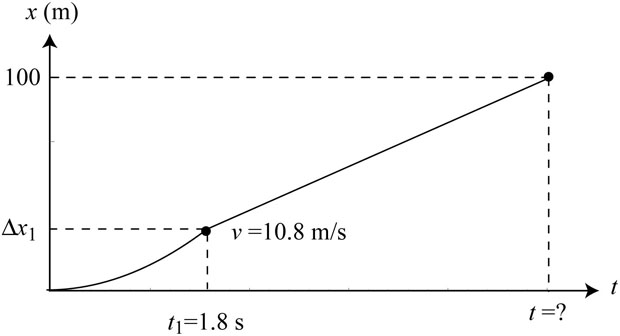 x (m)
100
Δx₁
v =10.8 m/s
t
t₁=1.8 s
t =?